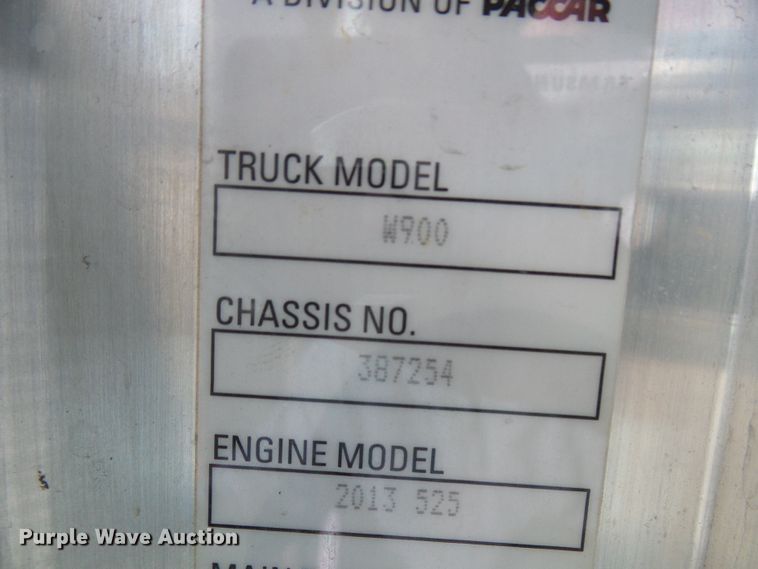 A DIVISION OF PACCAR
TRUCK MODEL
W900
CHASSIS NO.
387254
ENGINE MODEL
2013 525
Purple Wave Auction